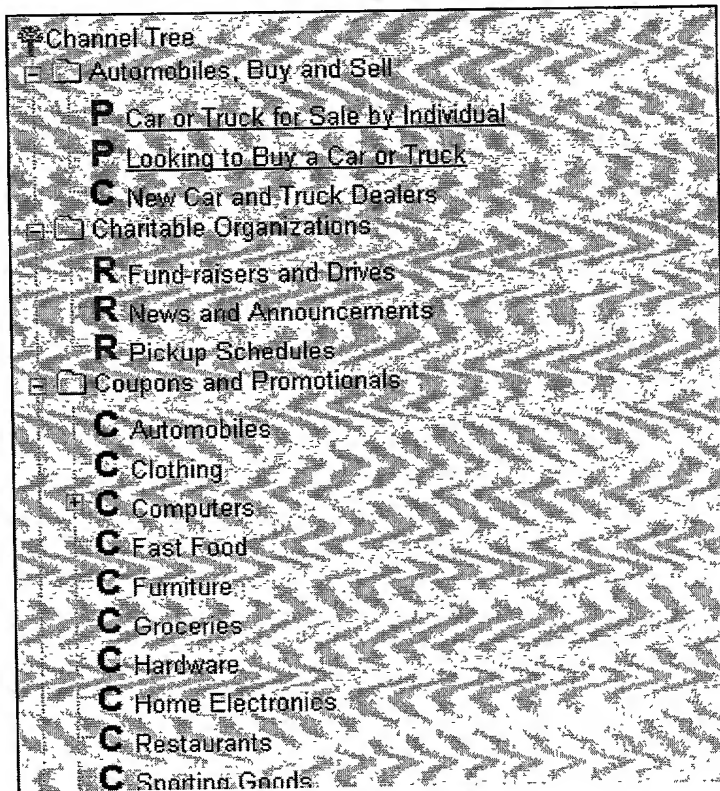 Channel Tree
Automobiles, Buy and Sell
P Car or Truck for Sale by Individual
P Looking to Buy a Car or Truck
C New Car and Truck Dealers
Charitable Organizations
R Fund-raisers and Drives
R News and Announcements
R Pickup Schedules
Coupons and Promotionals
C Automobiles
C Clothing
C Computers
C Fast Food
C Furniture
C Groceries
C Hardware
C Home Electronics
C Restaurants
C Sporting Goods